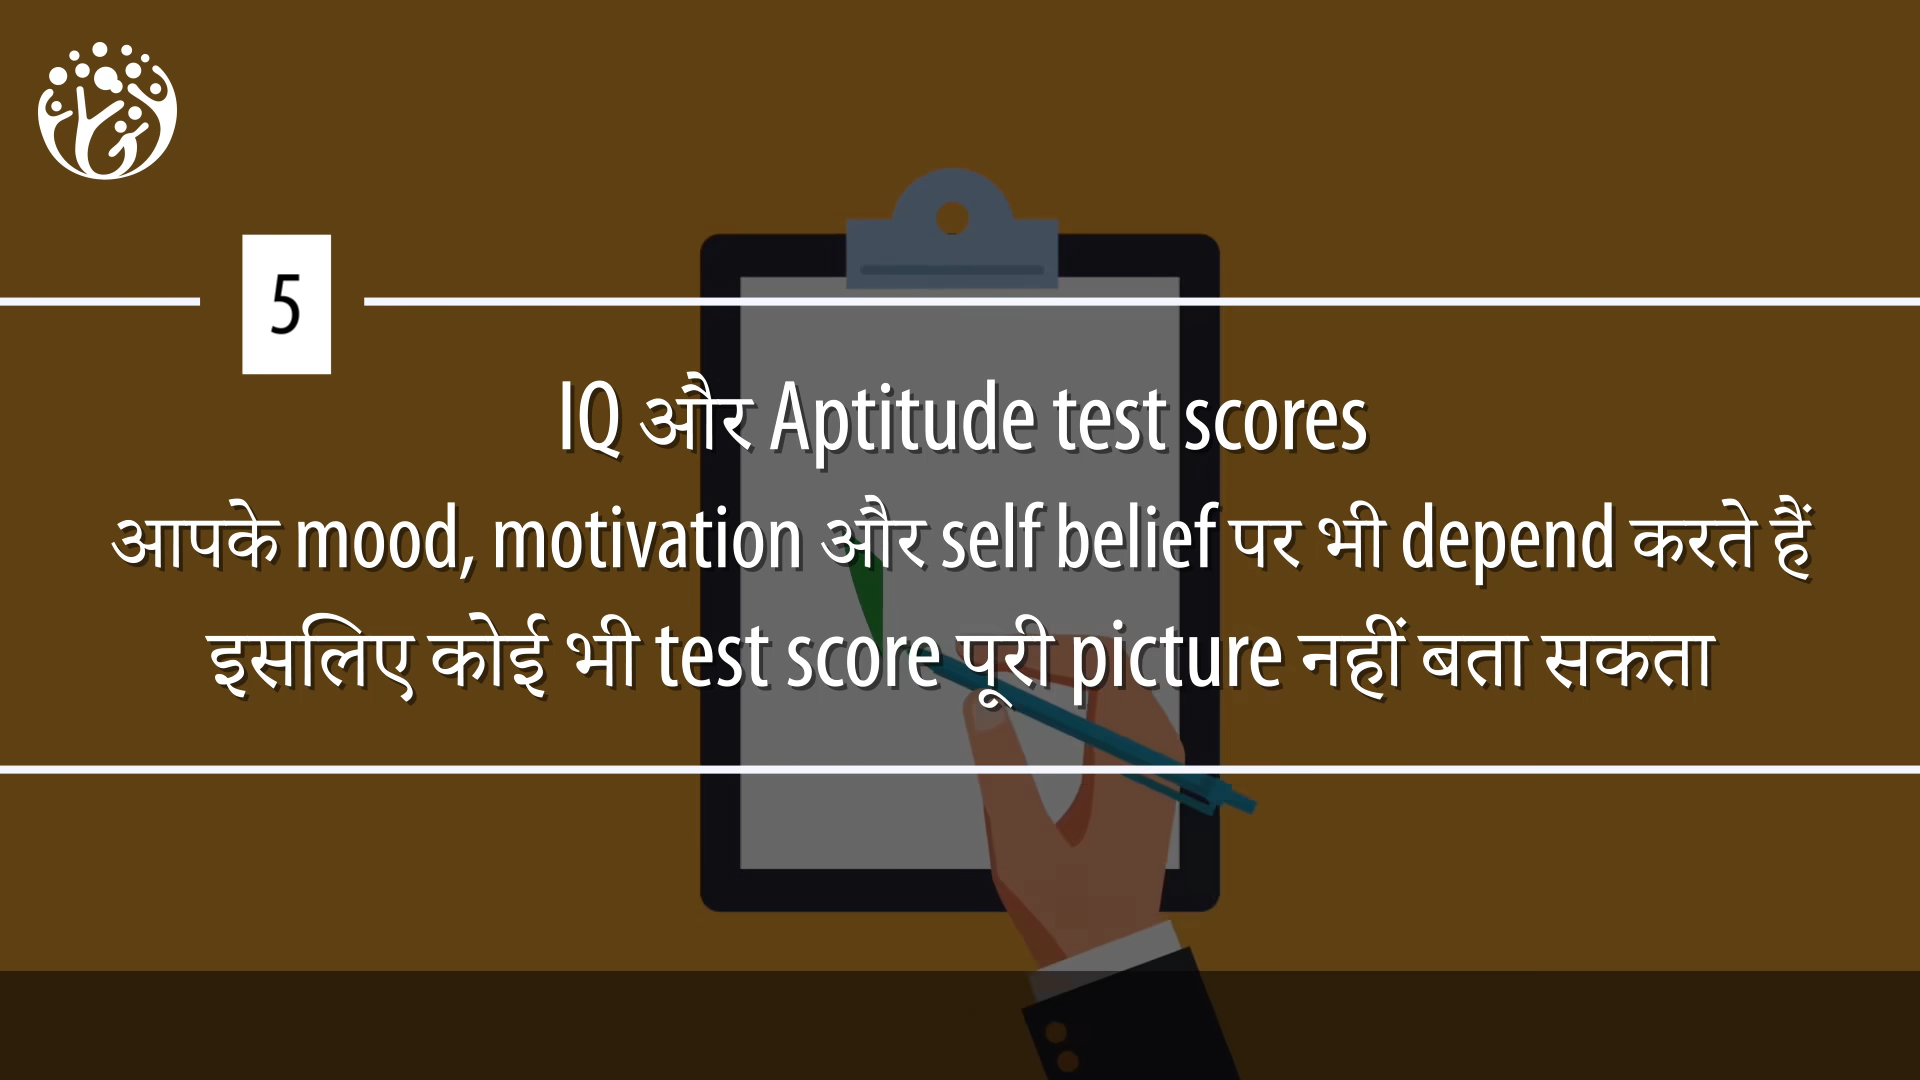 5
IQ और Aptitude test scores
आपके mood, motivation और self belief पर भी depend करते हैं
इसलिए कोई भी test score पूरी picture नहीं बता सकता